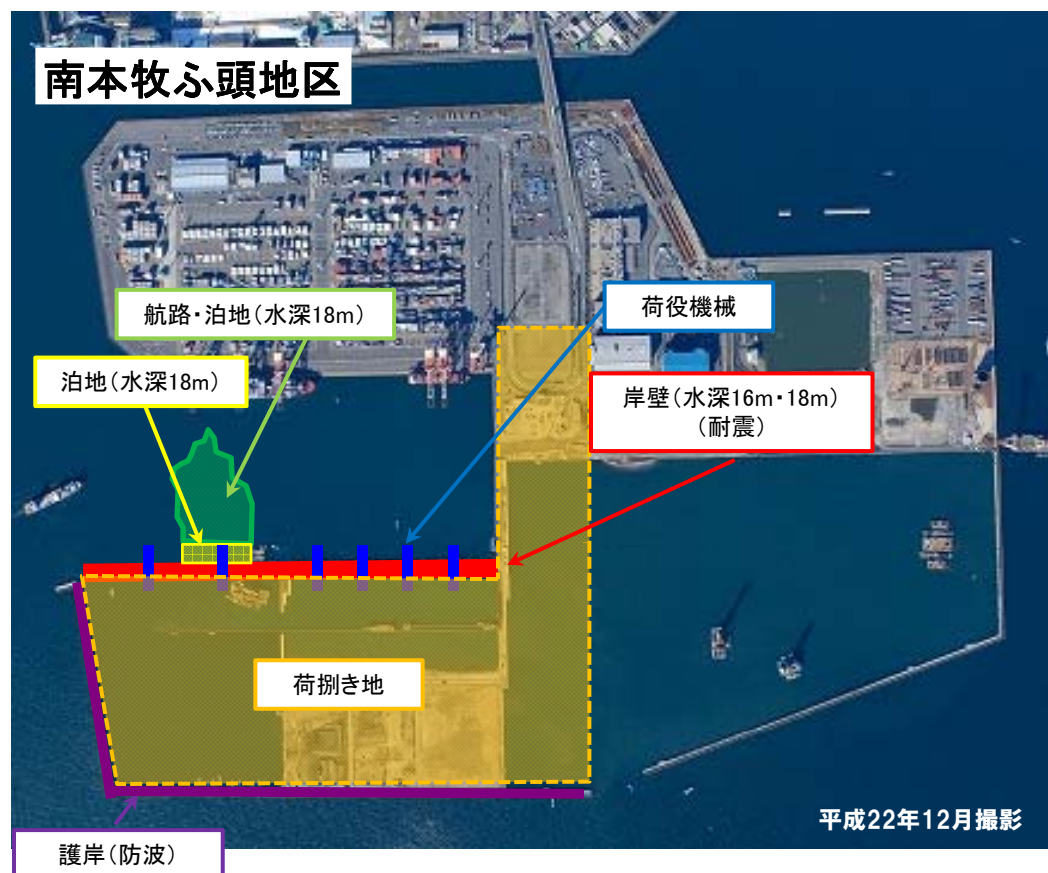 南本牧ふ頭地区
航路・泊地(水深18m)
荷役機械
泊地(水深18m)
岸壁(水深16m・18m)
(耐震)
荷捌き地
平成22年12月撮影
護岸(防波)